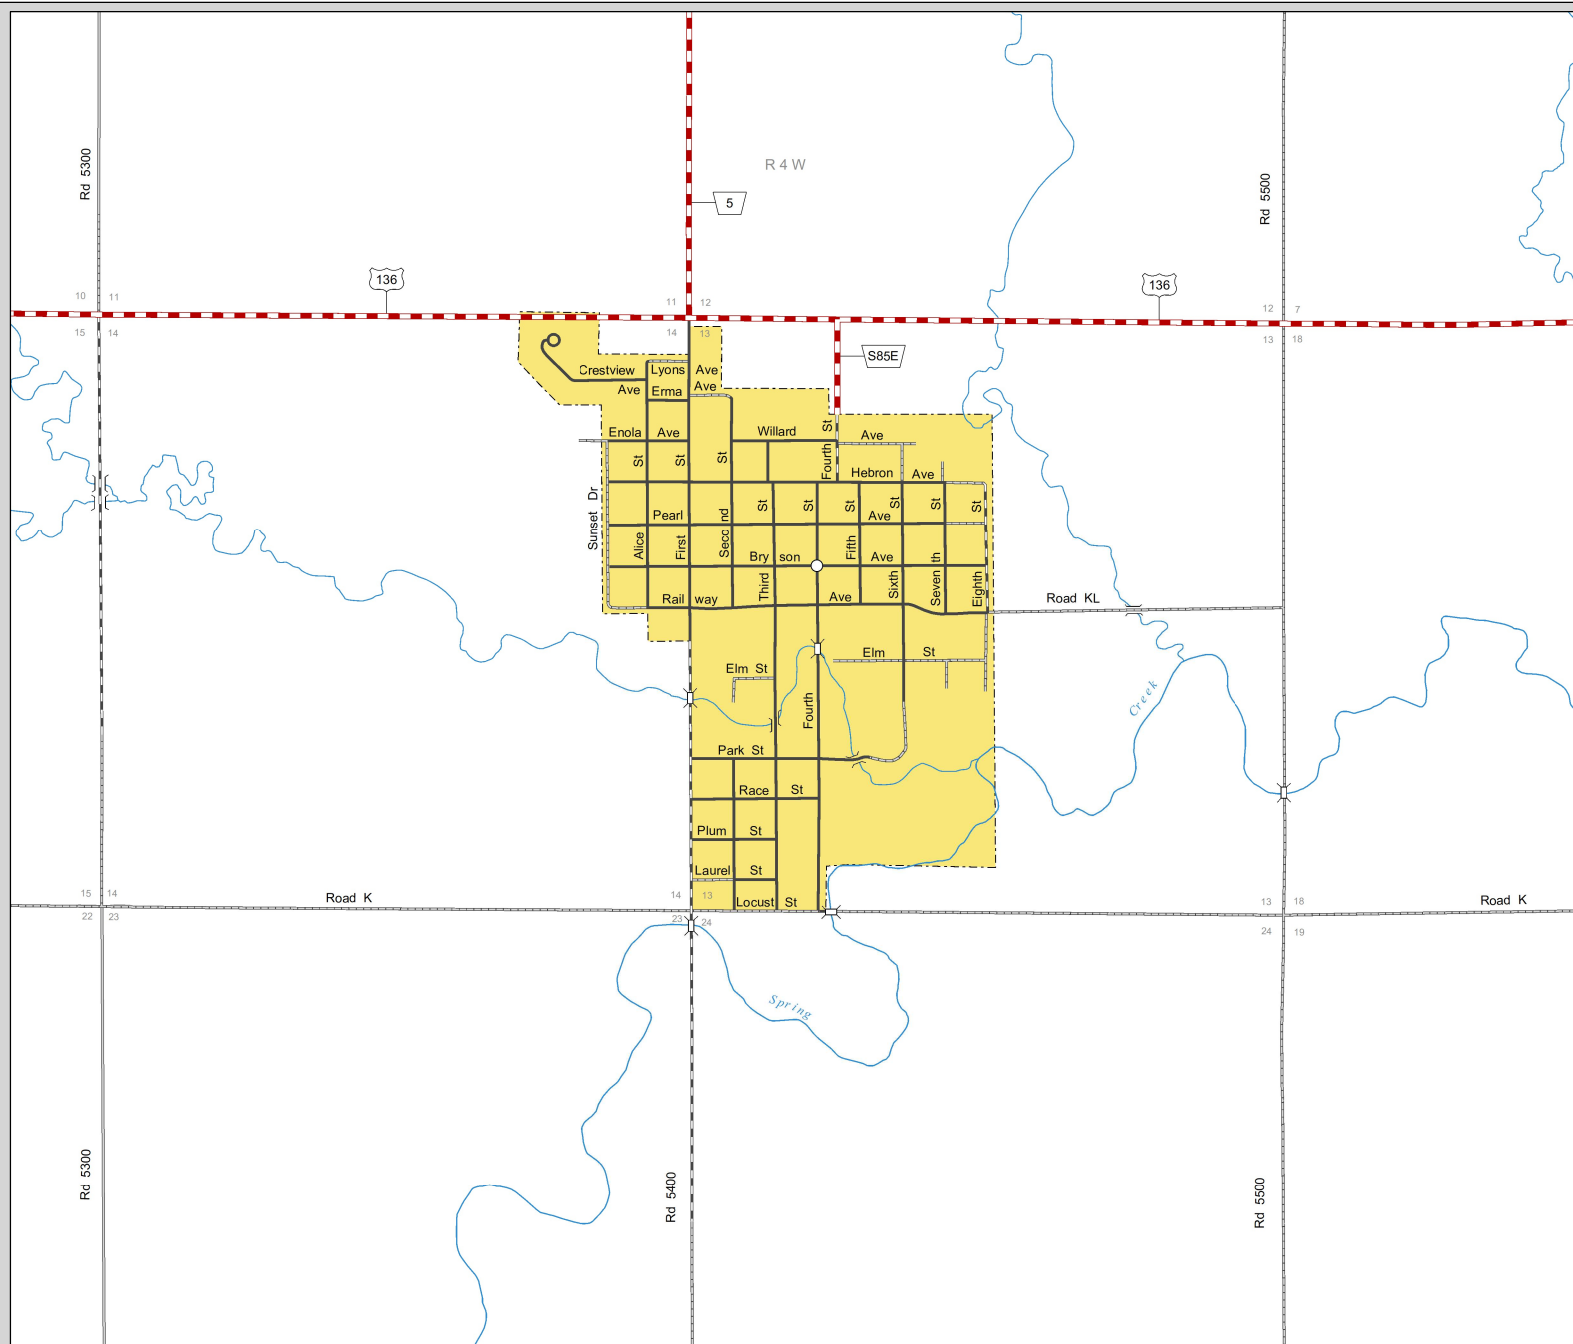 Rd 5300
R 4 W
5
Rd 5500
136
136
10 11
11 12
12 7
15 14
14 13
13 18
S85E
Crestview Ave
Lyons Ave
Erma Ave
Enola Ave
Willard Ave
Fourth St
Hebron Ave
Sunset Dr
Alice St
First St
Second St
Third St
St
Fifth St
Sixth St
Seventh St
Eighth St
Pearl Ave
Bryson Ave
Railway Ave
Road KL
Elm St
Elm St
Fourth
Creek
Park St
Race St
Plum St
Laurel St
Locust St
15 14
14 13
13 18
Road K
Road K
22 23
23 24
24 19
Spring
Rd 5300
Rd 5400
Rd 5500